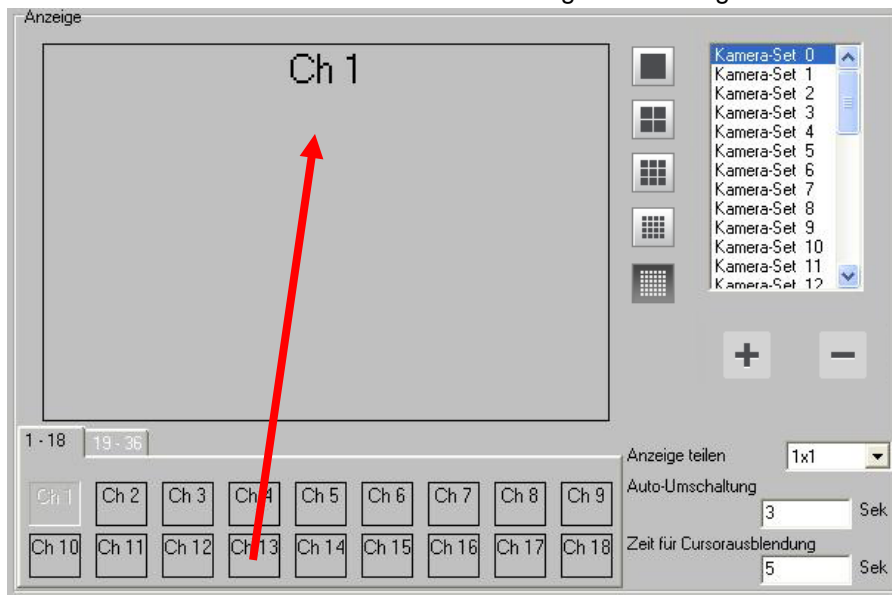 Anzeige
Ch 1
Kamera-Set 0
Kamera-Set 1
Kamera-Set 2
Kamera-Set 3
Kamera-Set 4
Kamera-Set 5
Kamera-Set 6
Kamera-Set 7
Kamera-Set 8
Kamera-Set 9
Kamera-Set 10
Kamera-Set 11
Kamera-Set 12
1 - 18 19 - 36
Ch 1 Ch 2 Ch 3 Ch 4 Ch 5 Ch 6 Ch 7 Ch 8 Ch 9
Ch 10 Ch 11 Ch 12 Ch 13 Ch 14 Ch 15 Ch 16 Ch 17 Ch 18
Anzeige teilen 1x1
Auto-Umschaltung
3 Sek
Zeit für Cursorausblendung
5 Sek